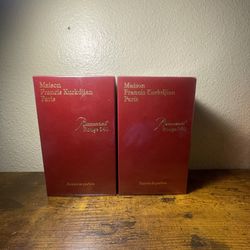 Maison
Francis Kurkdjian
Paris
Baccarat
Rouge 540
Extrait de parfum
Maison
Francis Kurkdjian
Paris
Baccarat
Rouge 540
Extrait de parfum